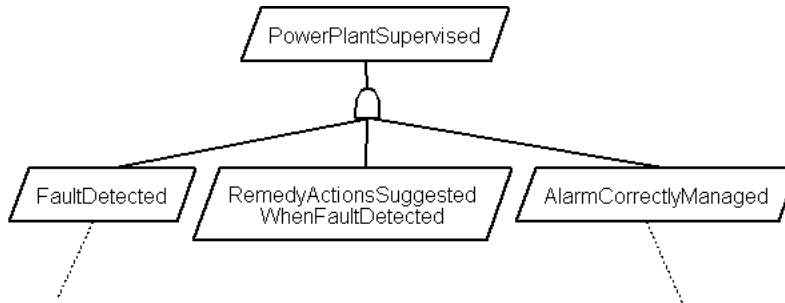 PowerPlantSupervised
FaultDetected
RemedyActionsSuggested
WhenFaultDetected
AlarmCorrectlyManaged